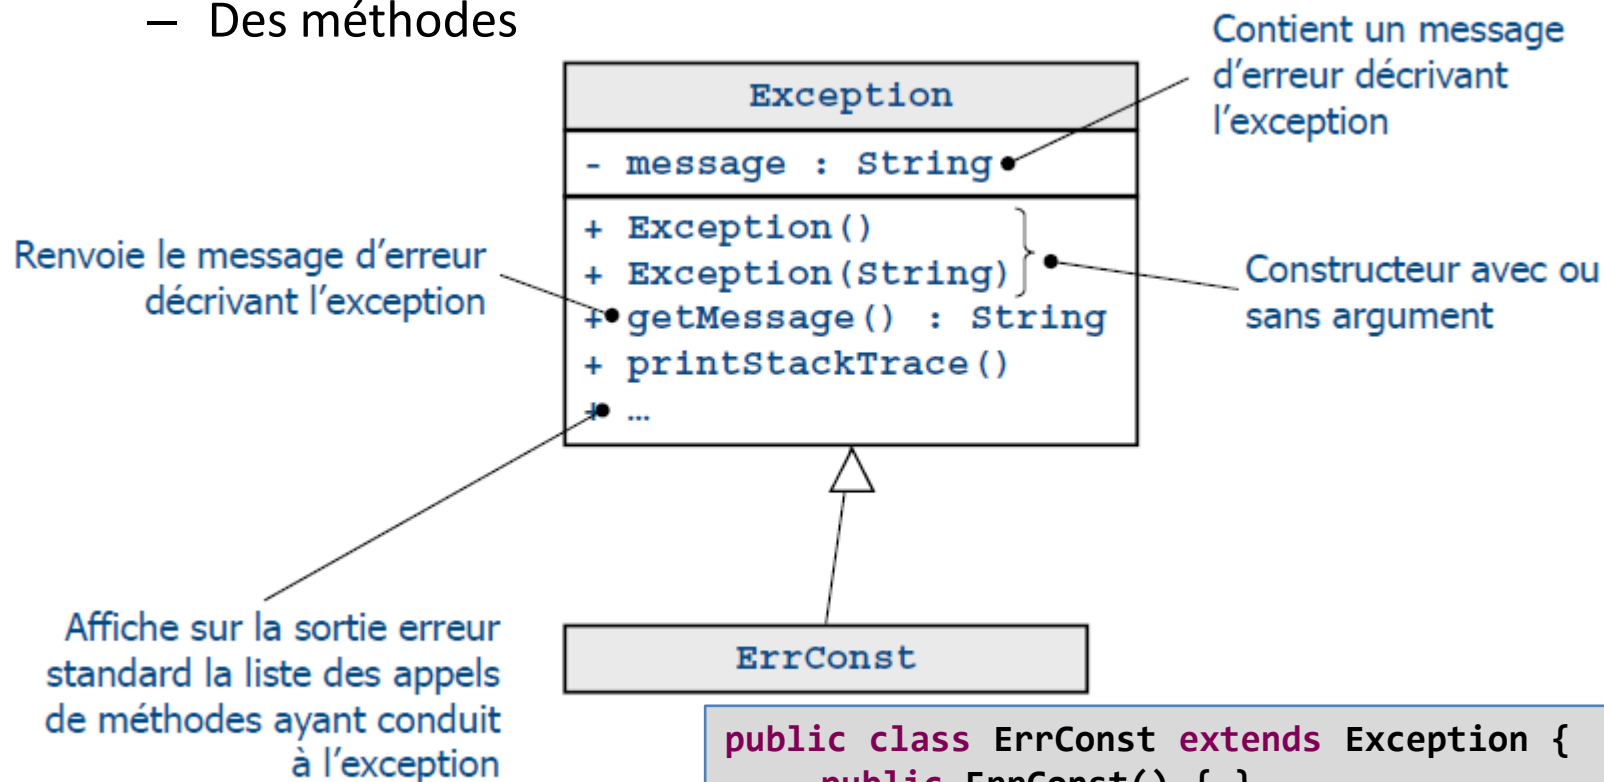 – Des méthodes
Contient un message
d'erreur décrivant
l'exception
Exception
- message : String
+ Exception()
+ Exception(String)
+ getMessage() : String
+ printStackTrace()
+ …
Renvoie le message d'erreur
décrivant l'exception
Constructeur avec ou
sans argument
Affiche sur la sortie erreur
standard la liste des appels
de méthodes ayant conduit
à l'exception
ErrConst
public class ErrConst extends Exception {
public ErrConst() { }